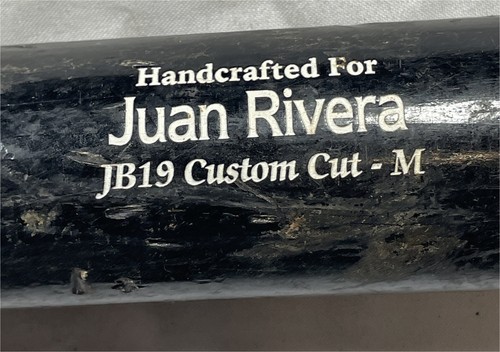 Handcrafted For
Juan Rivera
JB19 Custom Cut - M